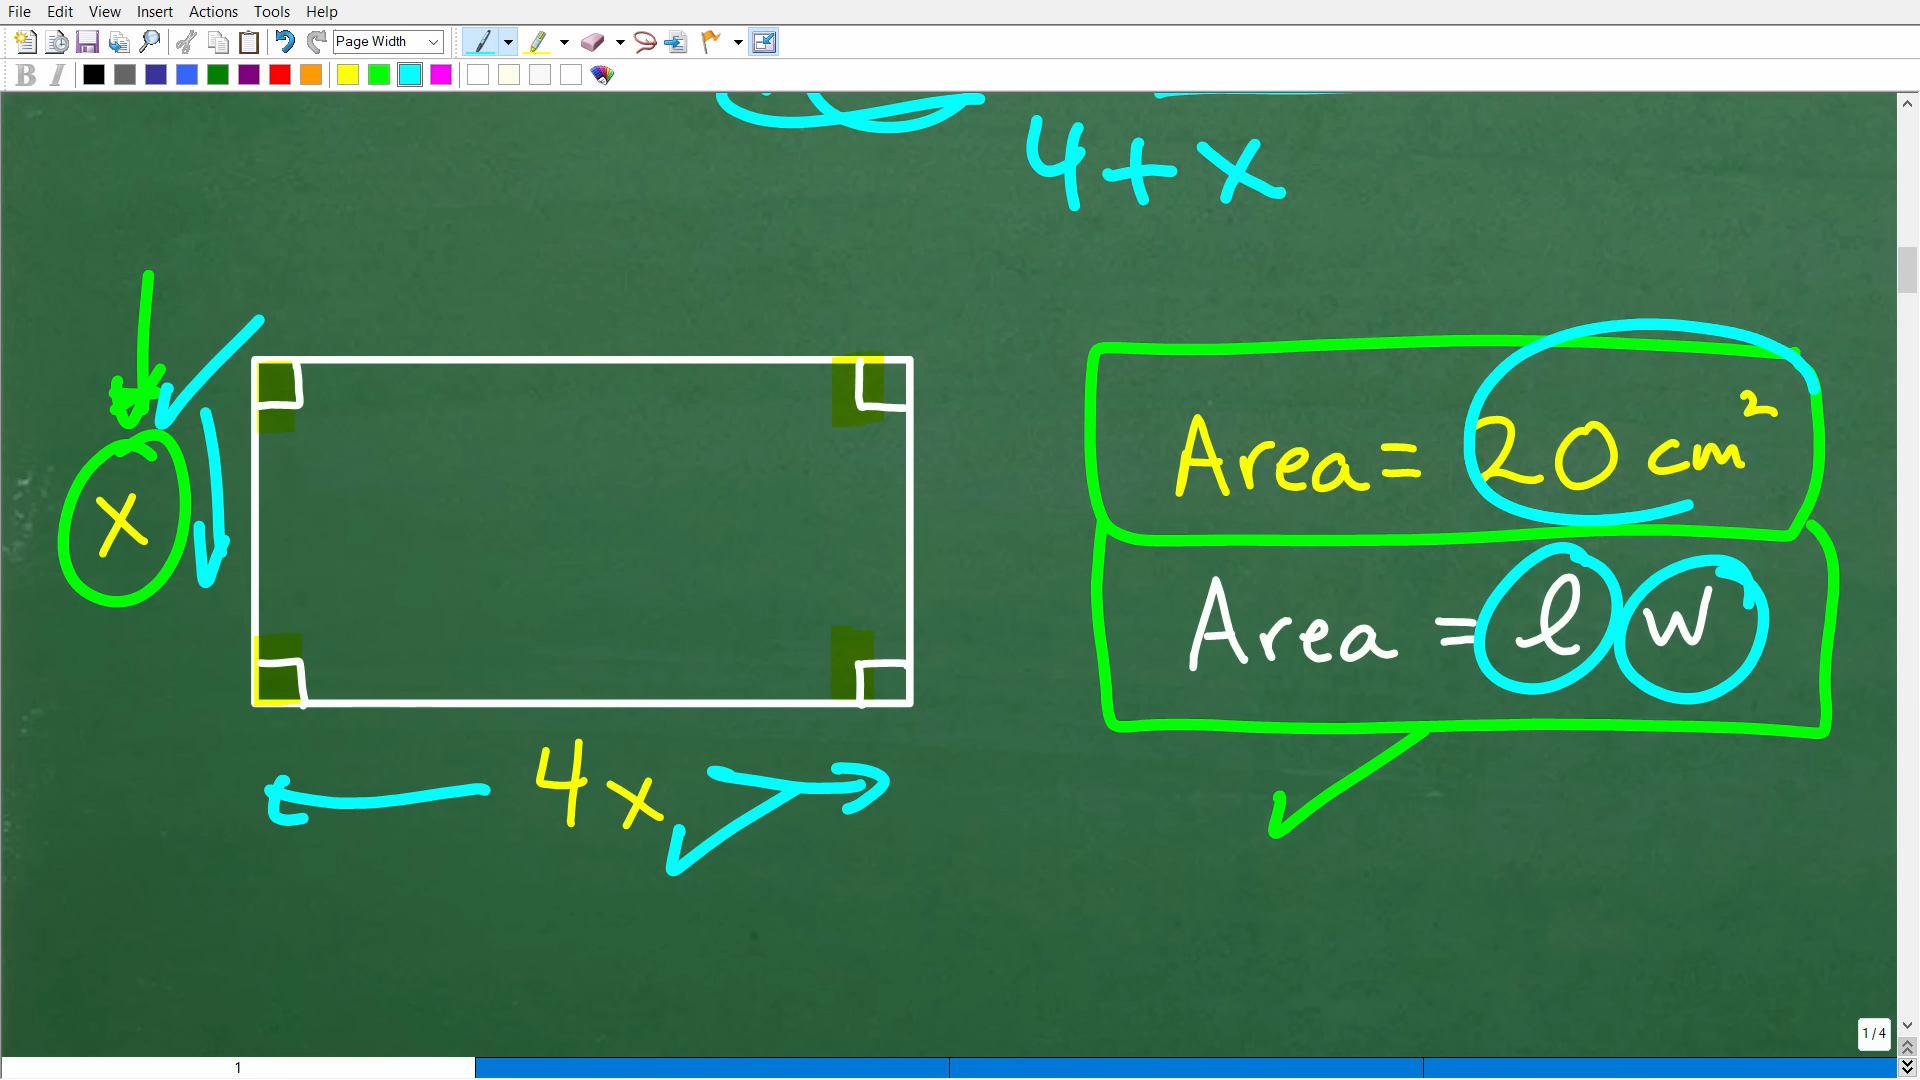 File Edit View Insert Actions Tools Help
Page Width
B I
4+x
x
Area= 20 cm²
Area = l w
4x
1 / 4
1